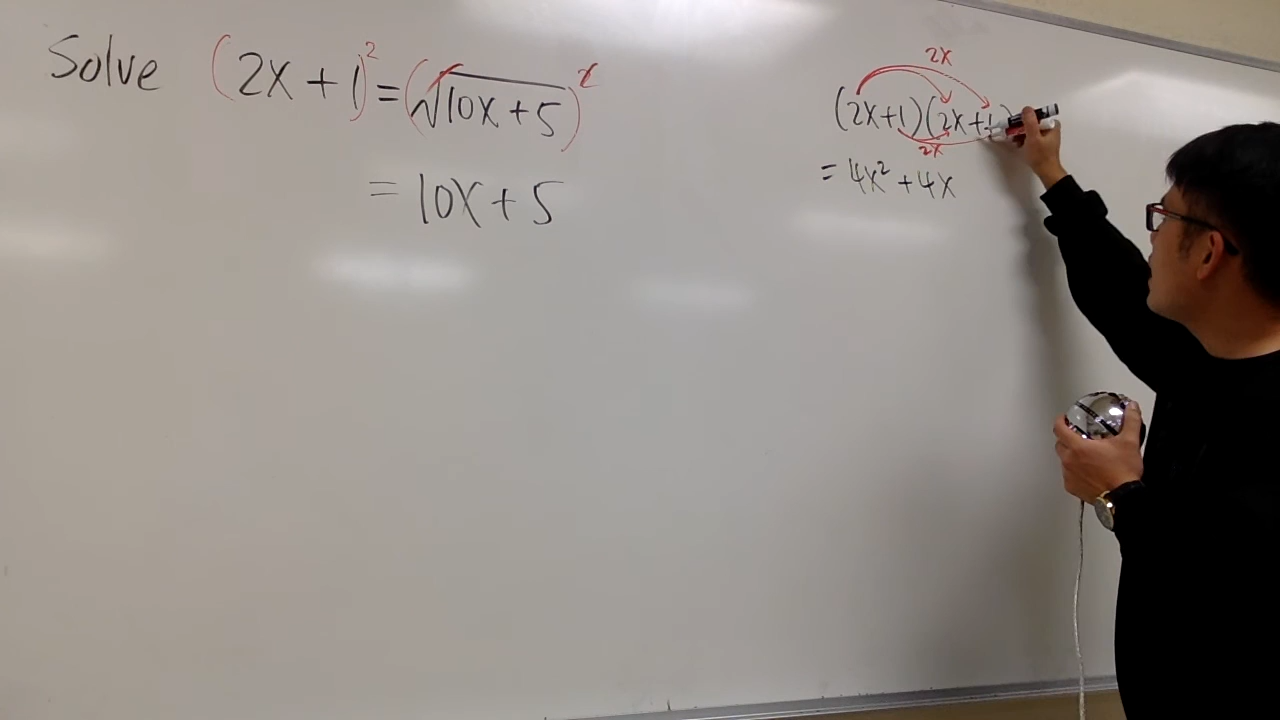 Solve (2x+1)² = (√10x+5)²
= 10x+5
2x
(2x+1)(2x+1)
2x
= 4x² + 4x